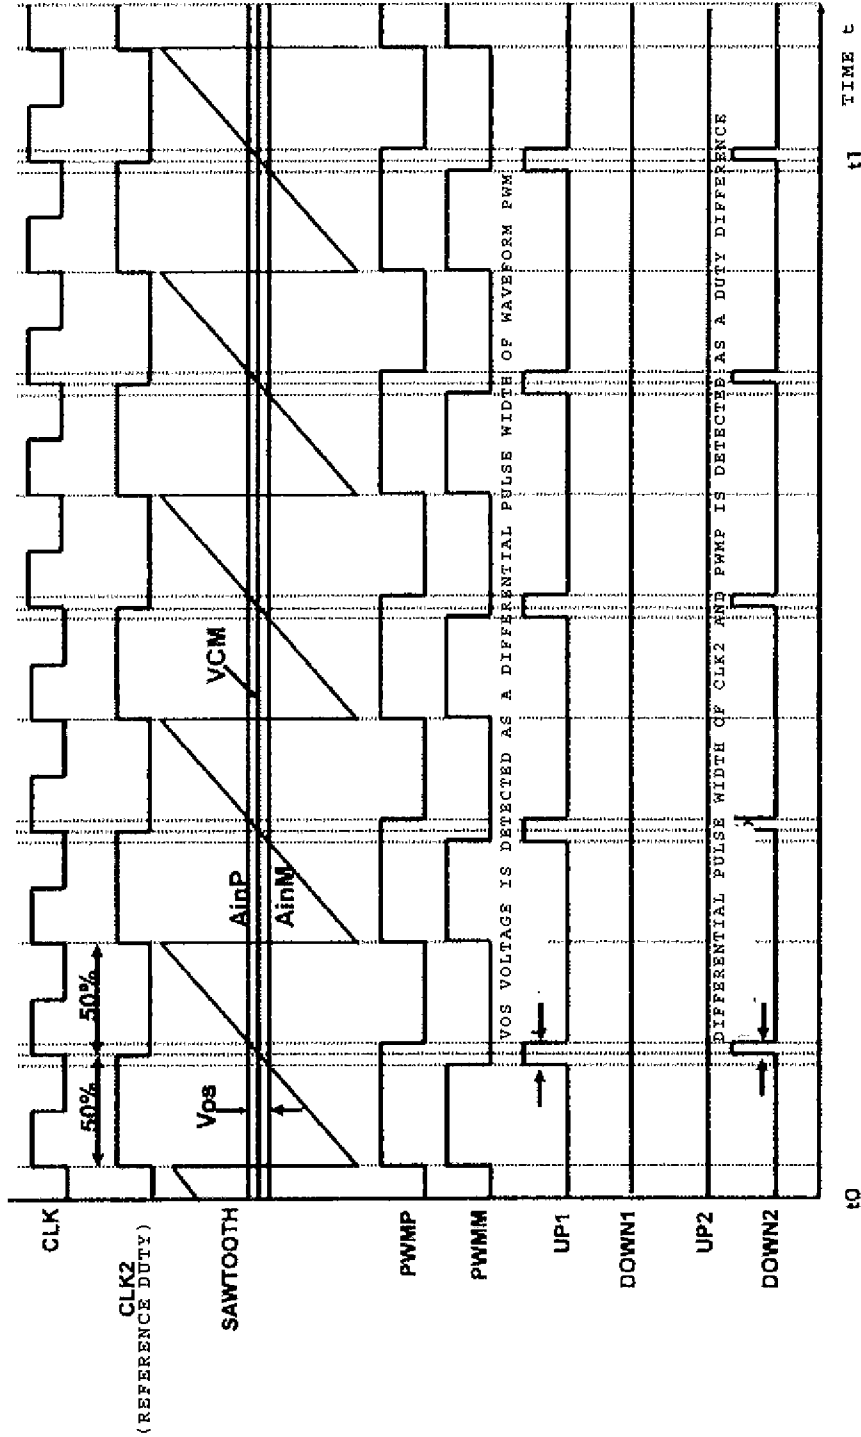 CLK
50%
50%
CLK2
(REFERENCE DUTY)
SAWTOOTH
Vos
AinP
AinM
VCM
PWMP
PWMM
VOS VOLTAGE IS DETECTED AS A DIFFERENTIAL PULSE WIDTH OF WAVEFORM PWM
UP1
DOWN1
UP2
DIFFERENTIAL PULSE WIDTH OF CLK2 AND PWMP IS DETECTED AS A DUTY DIFFERENCE
DOWN2
t0
t1
TIME t